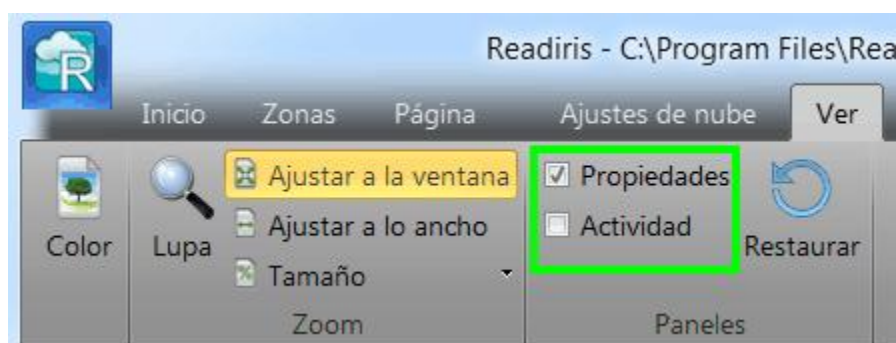 R
Readiris - C:\Program Files\Rea
Inicio Zonas Página Ajustes de nube Ver
Color
Lupa
Ajustar a la ventana
Ajustar a lo ancho
Tamaño
Zoom
Propiedades
Actividad
Restaurar
Paneles